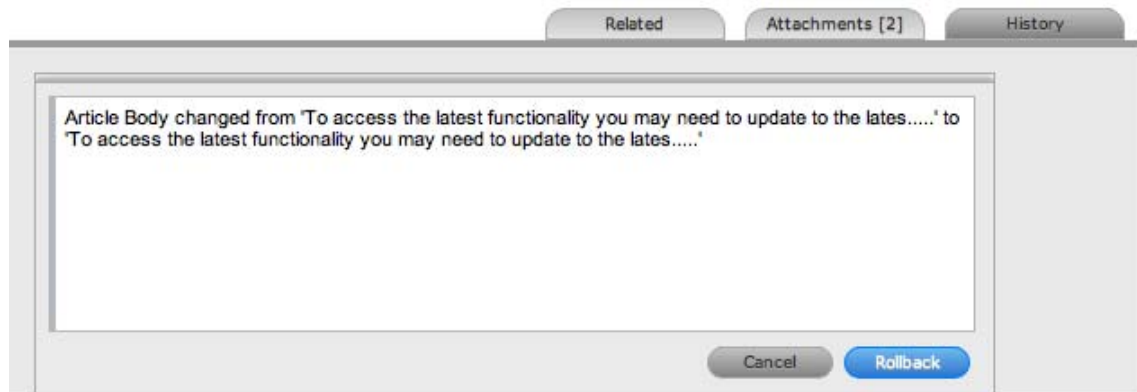 Related Attachments [2] History
Article Body changed from 'To access the latest functionality you may need to update to the lates.....' to
'To access the latest functionality you may need to update to the lates.....'
Cancel Rollback